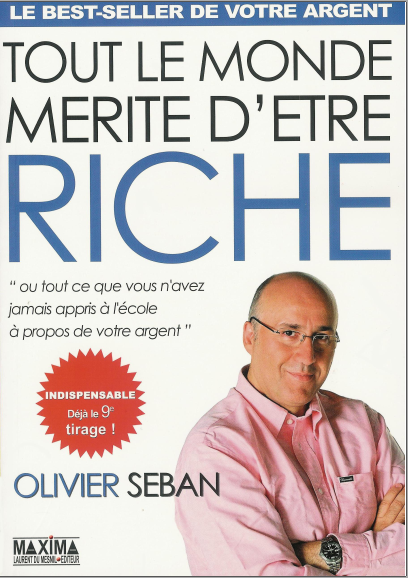 LE BEST-SELLER DE VOTRE ARGENT
TOUT LE MONDE
MERITE D'ETRE
RICHE
“ ou tout ce que vous n'avez
jamais appris à l'école
à propos de votre argent ”
INDISPENSABLE
Déjà le 9e
tirage !
OLIVIER SEBAN
MAXIMA
LAURENT DU MESNIL•EDITEUR